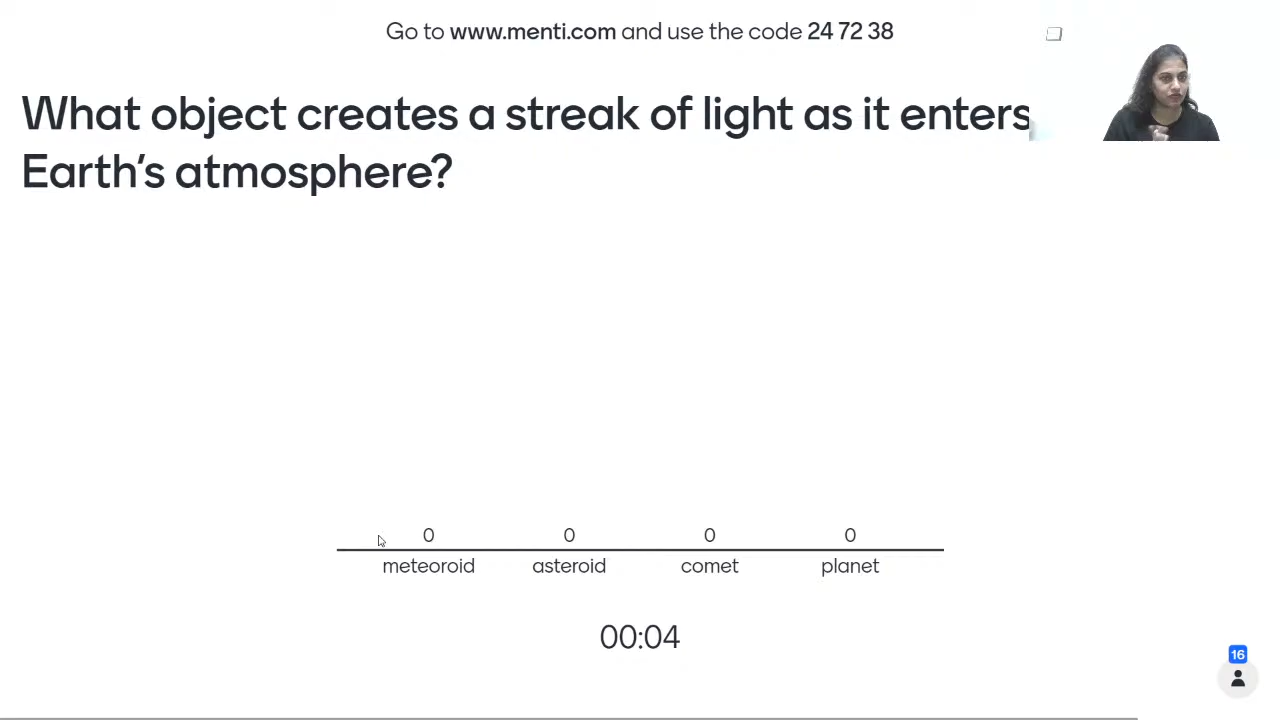 Go to www.menti.com and use the code 24 72 38
What object creates a streak of light as it enters
Earth's atmosphere?
0 0 0 0
meteoroid asteroid comet planet
00:04
16